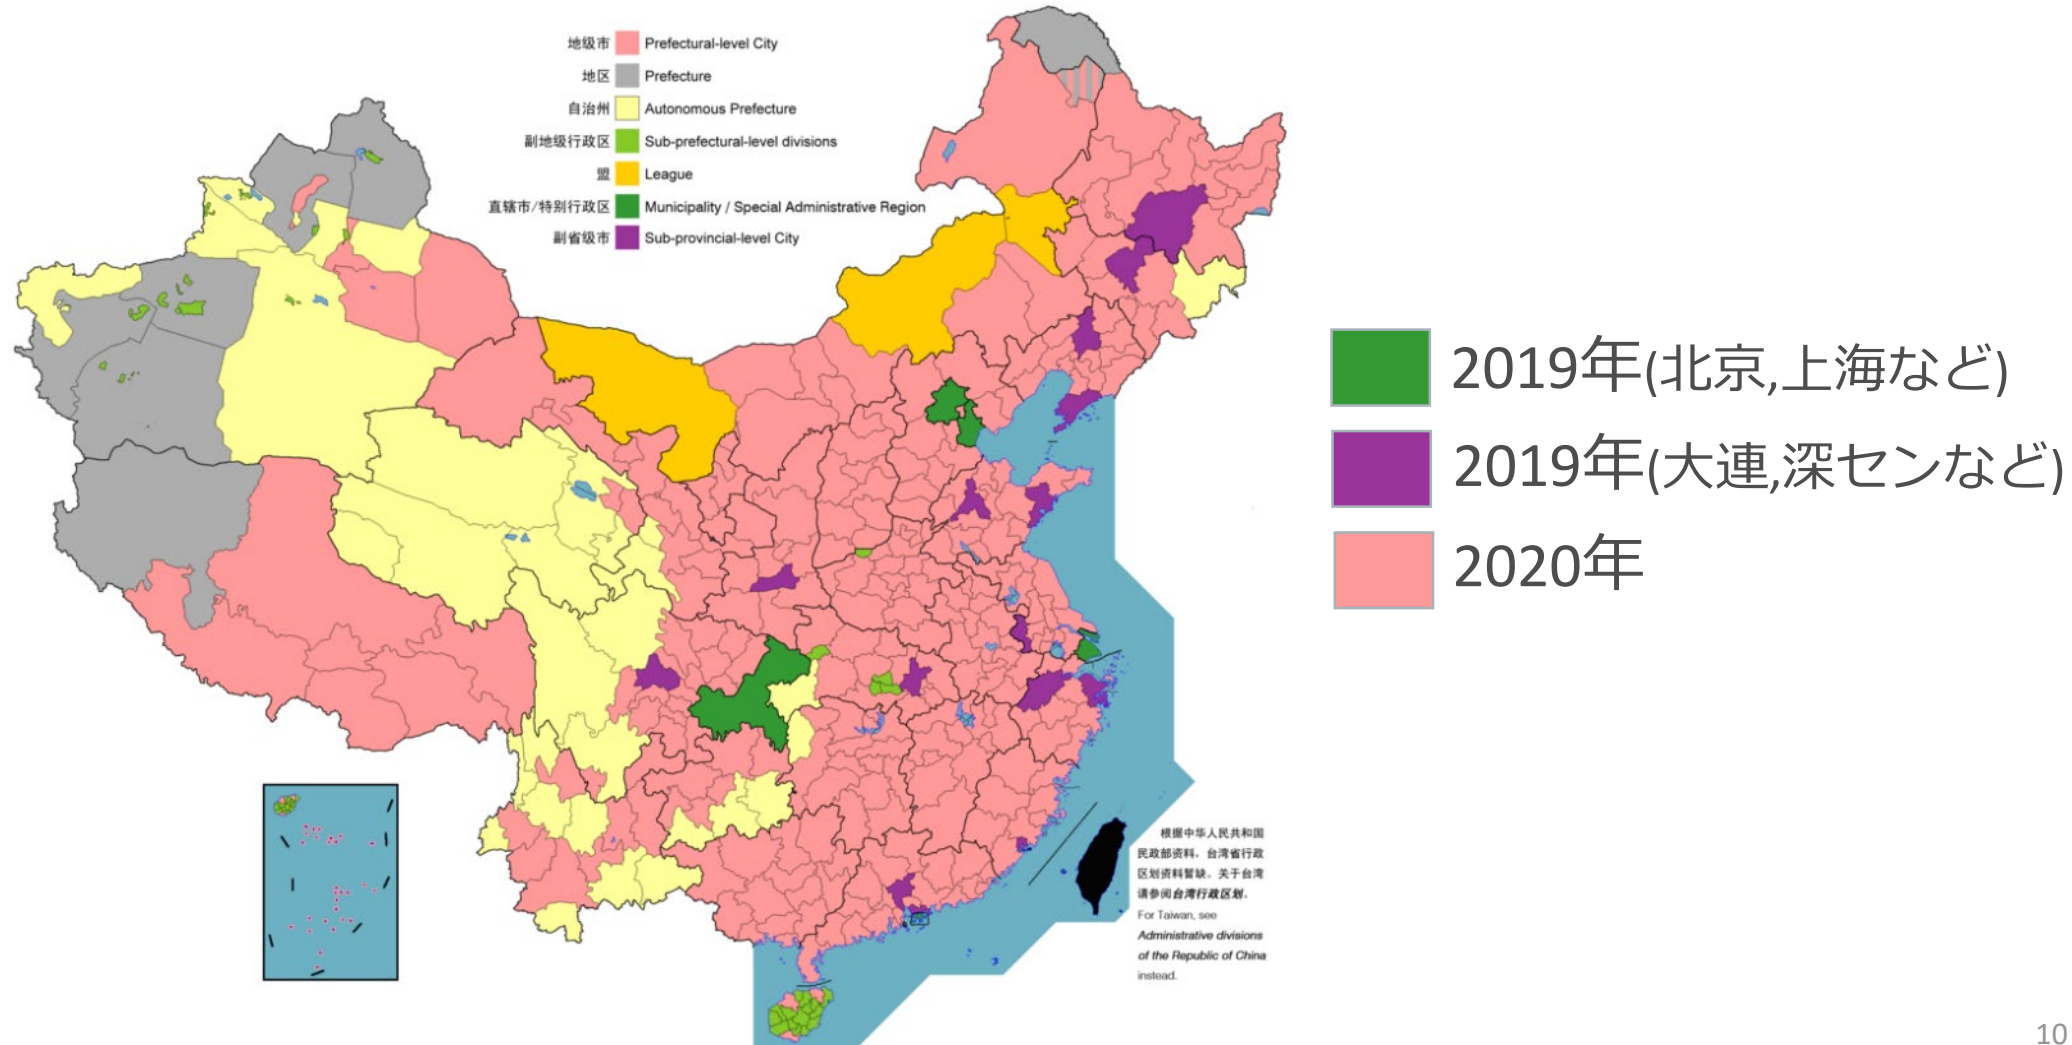 地级市 Prefectural-level City
地区 Prefecture
自治州 Autonomous Prefecture
副地级行政区 Sub-prefectural-level divisions
盟 League
直辖市/特别行政区 Municipality / Special Administrative Region
副省级市 Sub-provincial-level City
2019年(北京,上海など)
2019年(大連,深センなど)
2020年
根据中华人民共和国
民政部资料，台湾省行政
区划资料暂缺。关于台湾
请参阅台湾行政区划。
For Taiwan, see
Administrative divisions
of the Republic of China
instead.
10